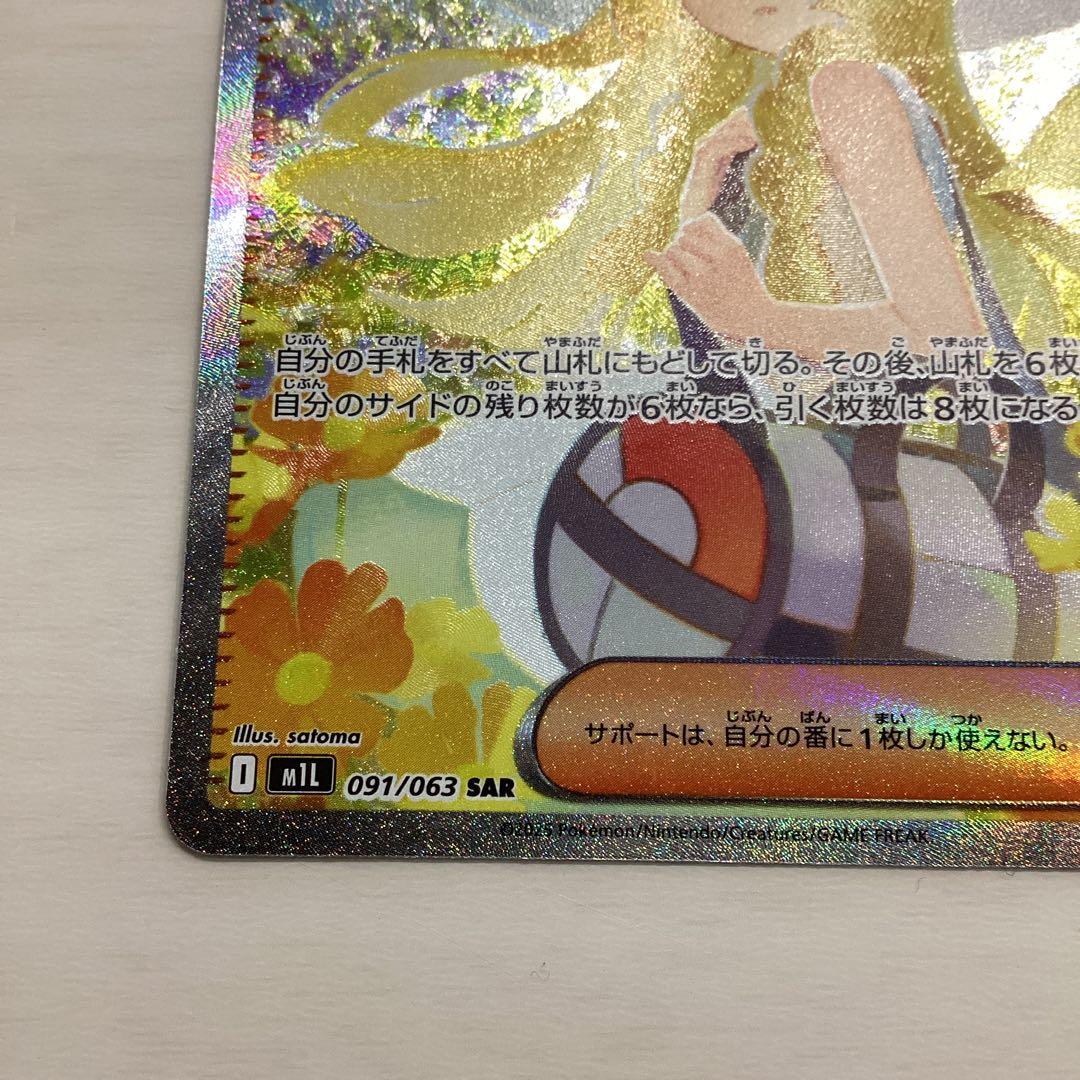 自分の手札をすべて山札にもどして切る。その後、山札を6枚
自分のサイドの残り枚数が6枚なら、引く枚数は8枚になる
サポートは、自分の番に1枚しか使えない。
Illus. satoma
I M1L 091/063 SAR
©2025 Pokémon/Nintendo/Creatures/GAME FREAK.